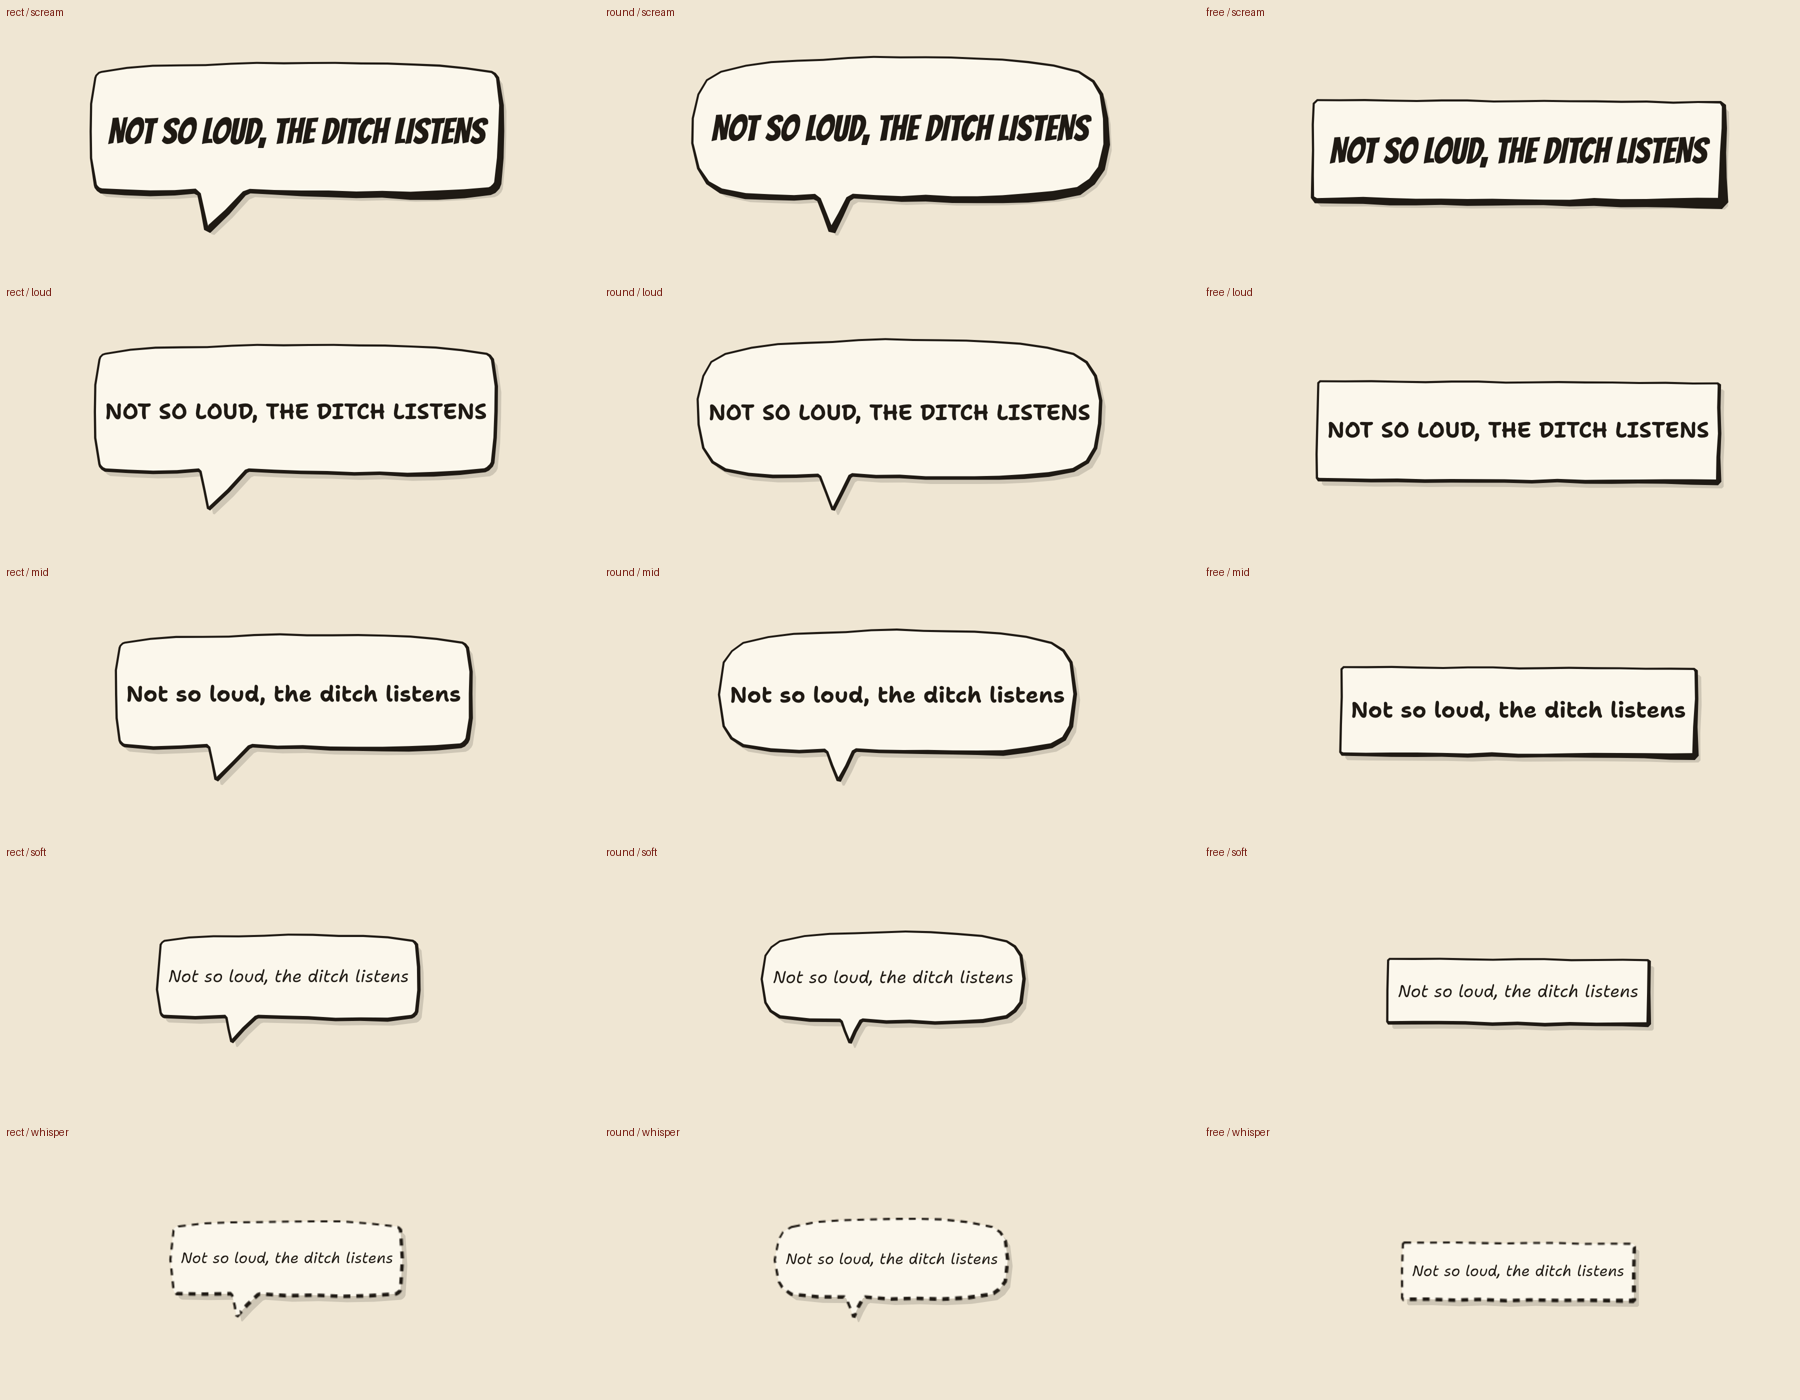 rect / scream
round / scream
free / scream
NOT SO LOUD, THE DITCH LISTENS
NOT SO LOUD, THE DITCH LISTENS
NOT SO LOUD, THE DITCH LISTENS
rect / loud
round / loud
free / loud
NOT SO LOUD, THE DITCH LISTENS
NOT SO LOUD, THE DITCH LISTENS
NOT SO LOUD, THE DITCH LISTENS
rect / mid
round / mid
free / mid
Not so loud, the ditch listens
Not so loud, the ditch listens
Not so loud, the ditch listens
rect / soft
round / soft
free / soft
Not so loud, the ditch listens
Not so loud, the ditch listens
Not so loud, the ditch listens
rect / whisper
round / whisper
free / whisper
Not so loud, the ditch listens
Not so loud, the ditch listens
Not so loud, the ditch listens